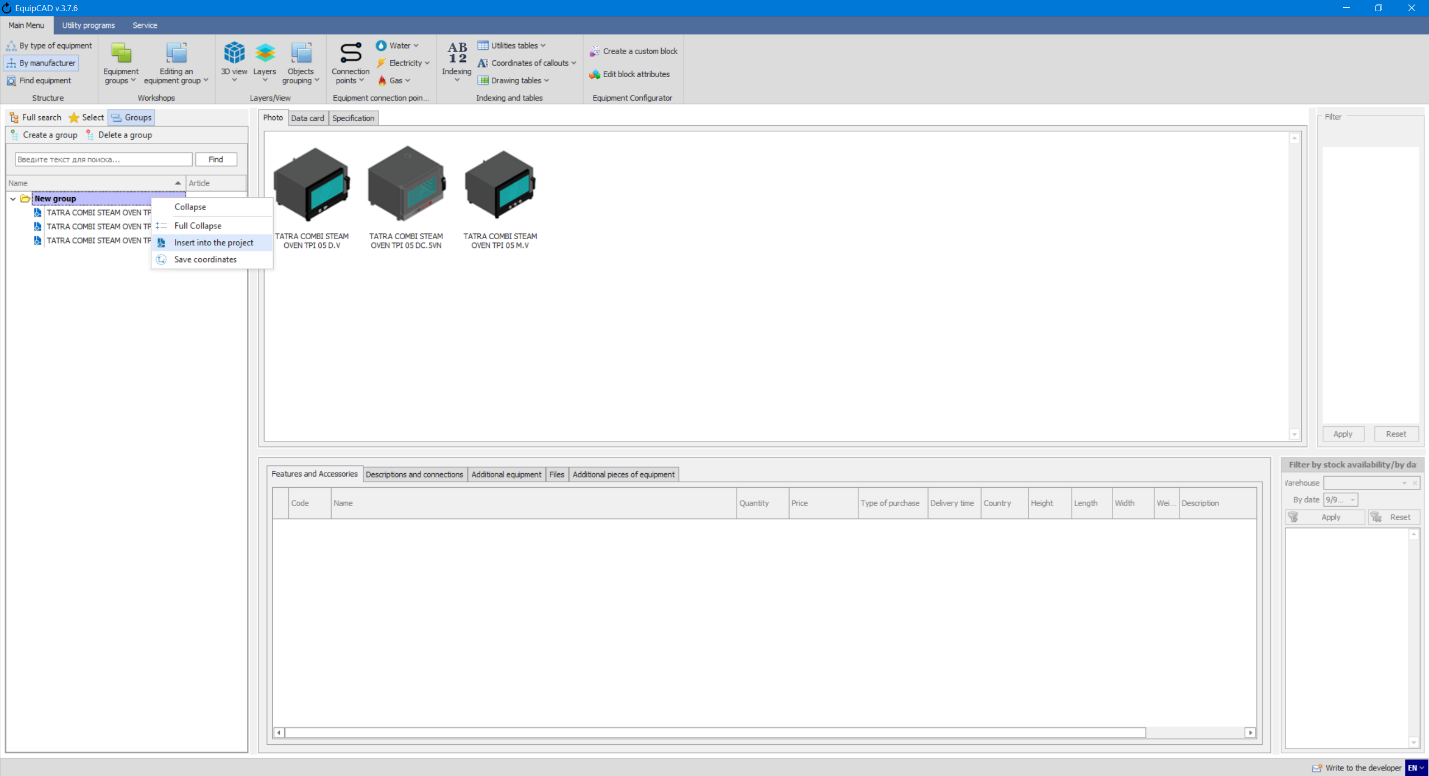 EquipCAD v.3.7.6
Main Menu Utility programs Service
By type of equipment
By manufacturer
Find equipment
Structure
Equipment groups
Editing an equipment group
Workshops
3D view
Layers
Objects grouping
Layers/View
Connection points
Water
Electricity
Gas
Equipment connection poin...
AB
12
Indexing
Utilities tables
Coordinates of callouts
Drawing tables
Indexing and tables
Create a custom block
Edit block attributes
Equipment Configurator
Full search Select Groups
Create a group Delete a group
Введите текст для поиска... Find
Name Article
New group
TATRA COMBI STEAM OVEN TP
TATRA COMBI STEAM OVEN TP
TATRA COMBI STEAM OVEN TP
Collapse
Full Collapse
Insert into the project
Save coordinates
Photo Data card Specification
TATRA COMBI STEAM
OVEN TPI 05 D.V
TATRA COMBI STEAM
OVEN TPI 05 DC.5VN
TATRA COMBI STEAM
OVEN TPI 05 M.V
Filter
Apply Reset
Features and Accessories Descriptions and connections Additional equipment Files Additional pieces of equipment
Code Name Quantity Price Type of purchase Delivery time Country Height Length Width Wei... Description
Filter by stock availability/by da
Warehouse
By date 9/9...
Apply Reset
Write to the developer EN